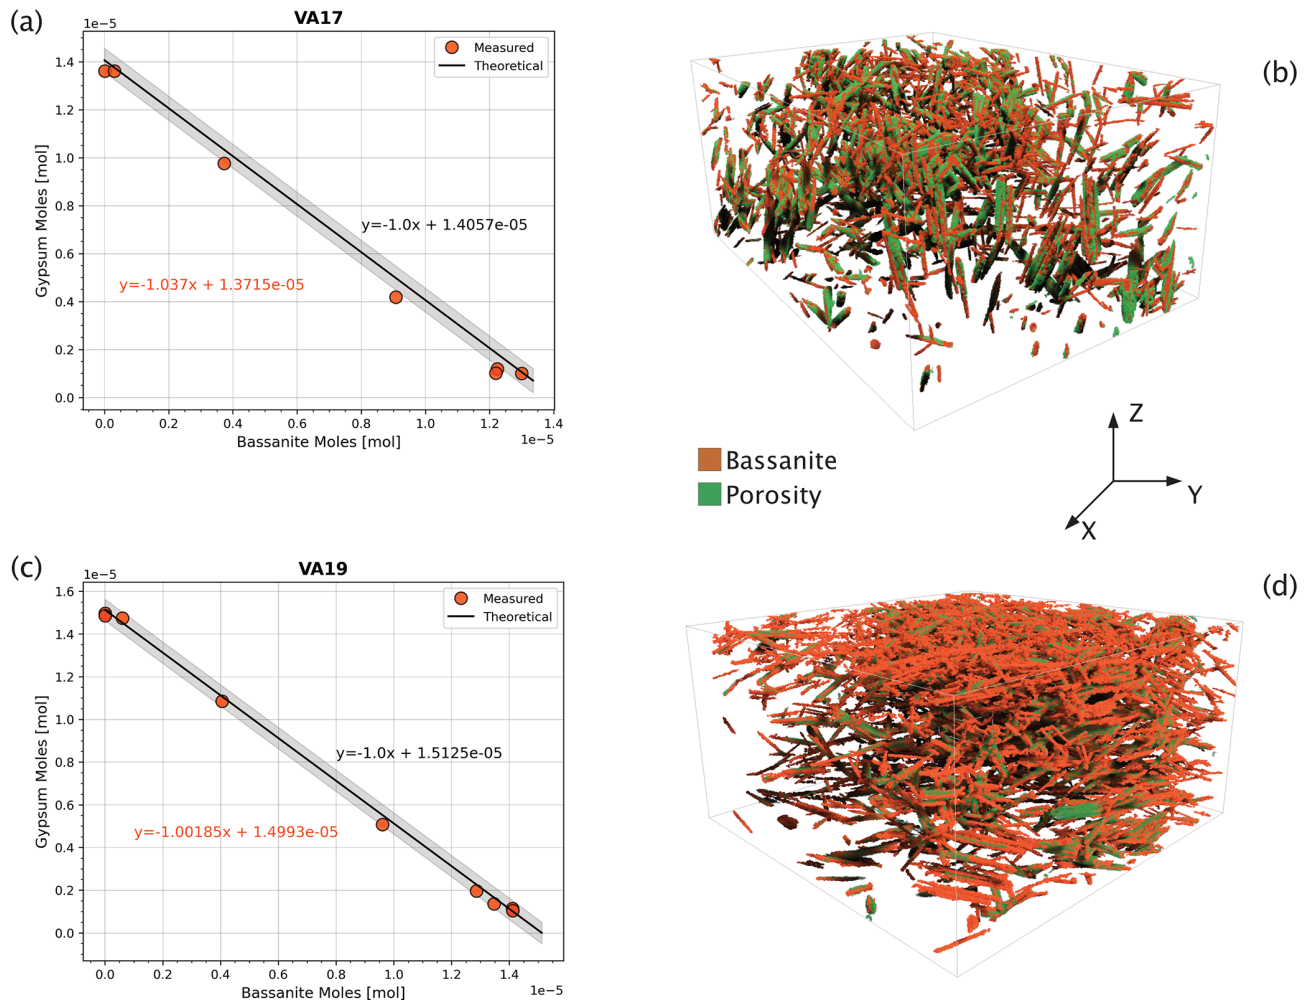 (a)
VA17
1e−5
Measured
Theoretical
1.4
1.2
1.0
0.8
0.6
0.4
0.2
0.0
Gypsum Moles [mol]
y=-1.0x + 1.4057e-05
y=-1.037x + 1.3715e-05
0.0 0.2 0.4 0.6 0.8 1.0 1.2 1.4
Bassanite Moles [mol]
1e−5
(b)
Bassanite
Porosity
Z
Y
X
(c)
VA19
1e−5
Measured
Theoretical
1.6
1.4
1.2
1.0
0.8
0.6
0.4
0.2
0.0
Gypsum Moles [mol]
y=-1.0x + 1.5125e-05
y=-1.00185x + 1.4993e-05
0.0 0.2 0.4 0.6 0.8 1.0 1.2 1.4
Bassanite Moles [mol]
1e−5
(d)